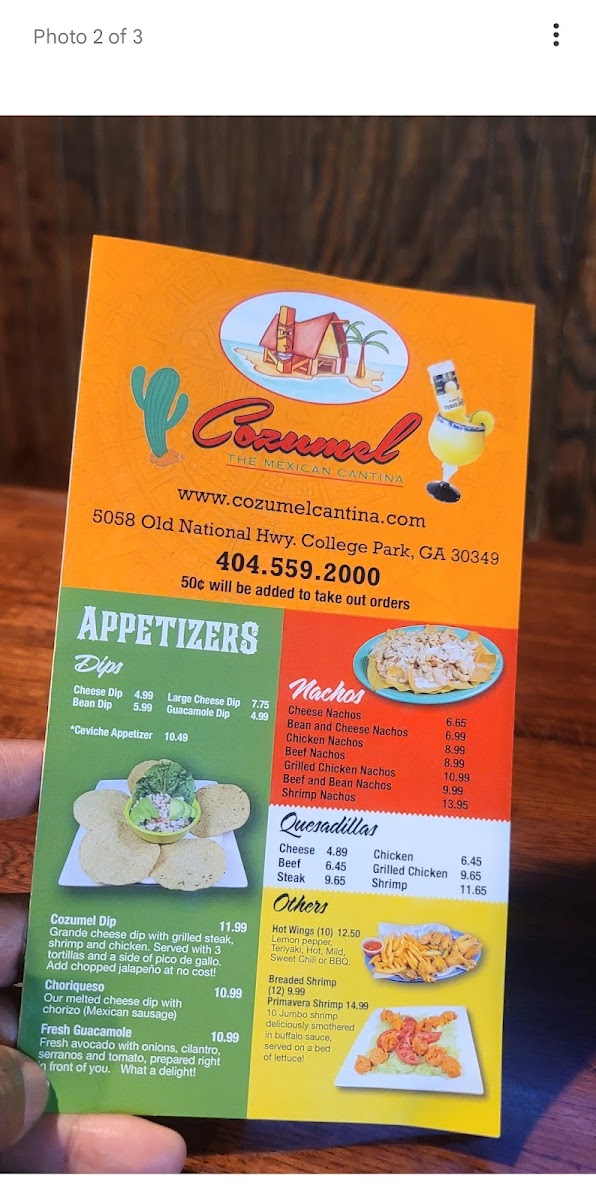 Photo 2 of 3
Cozumel
THE MEXICAN CANTINA
www.cozumelcantina.com
5058 Old National Hwy. College Park, GA 30349
404.559.2000
50¢ will be added to take out orders
APPETIZERS
Dips
Cheese Dip 4.99 Large Cheese Dip 7.75
Bean Dip 5.99 Guacamole Dip 4.99
*Ceviche Appetizer 10.49
Cozumel Dip 11.99
Grande cheese dip with grilled steak,
shrimp and chicken. Served with 3
tortillas and a side of pico de gallo.
Add chopped jalapeño at no cost!
Choriqueso 10.99
Our melted cheese dip with
chorizo (Mexican sausage)
Fresh Guacamole 10.99
Fresh avocado with onions, cilantro,
serranos and tomato, prepared right
in front of you. What a delight!
Nachos
Cheese Nachos 6.65
Bean and Cheese Nachos 6.99
Chicken Nachos 8.99
Beef Nachos 8.99
Grilled Chicken Nachos 10.99
Beef and Bean Nachos 9.99
Shrimp Nachos 13.95
Quesadillas
Cheese 4.89 Chicken 6.45
Beef 6.45 Grilled Chicken 9.65
Steak 9.65 Shrimp 11.65
Others
Hot Wings (10) 12.50
Lemon pepper,
Teriyaki, Hot, Mild,
Sweet Chili or BBQ.
Breaded Shrimp
(12) 9.99
Primavera Shrimp 14.99
10 Jumbo shrimp
deliciously smothered
in buffalo sauce,
served on a bed
of lettuce!